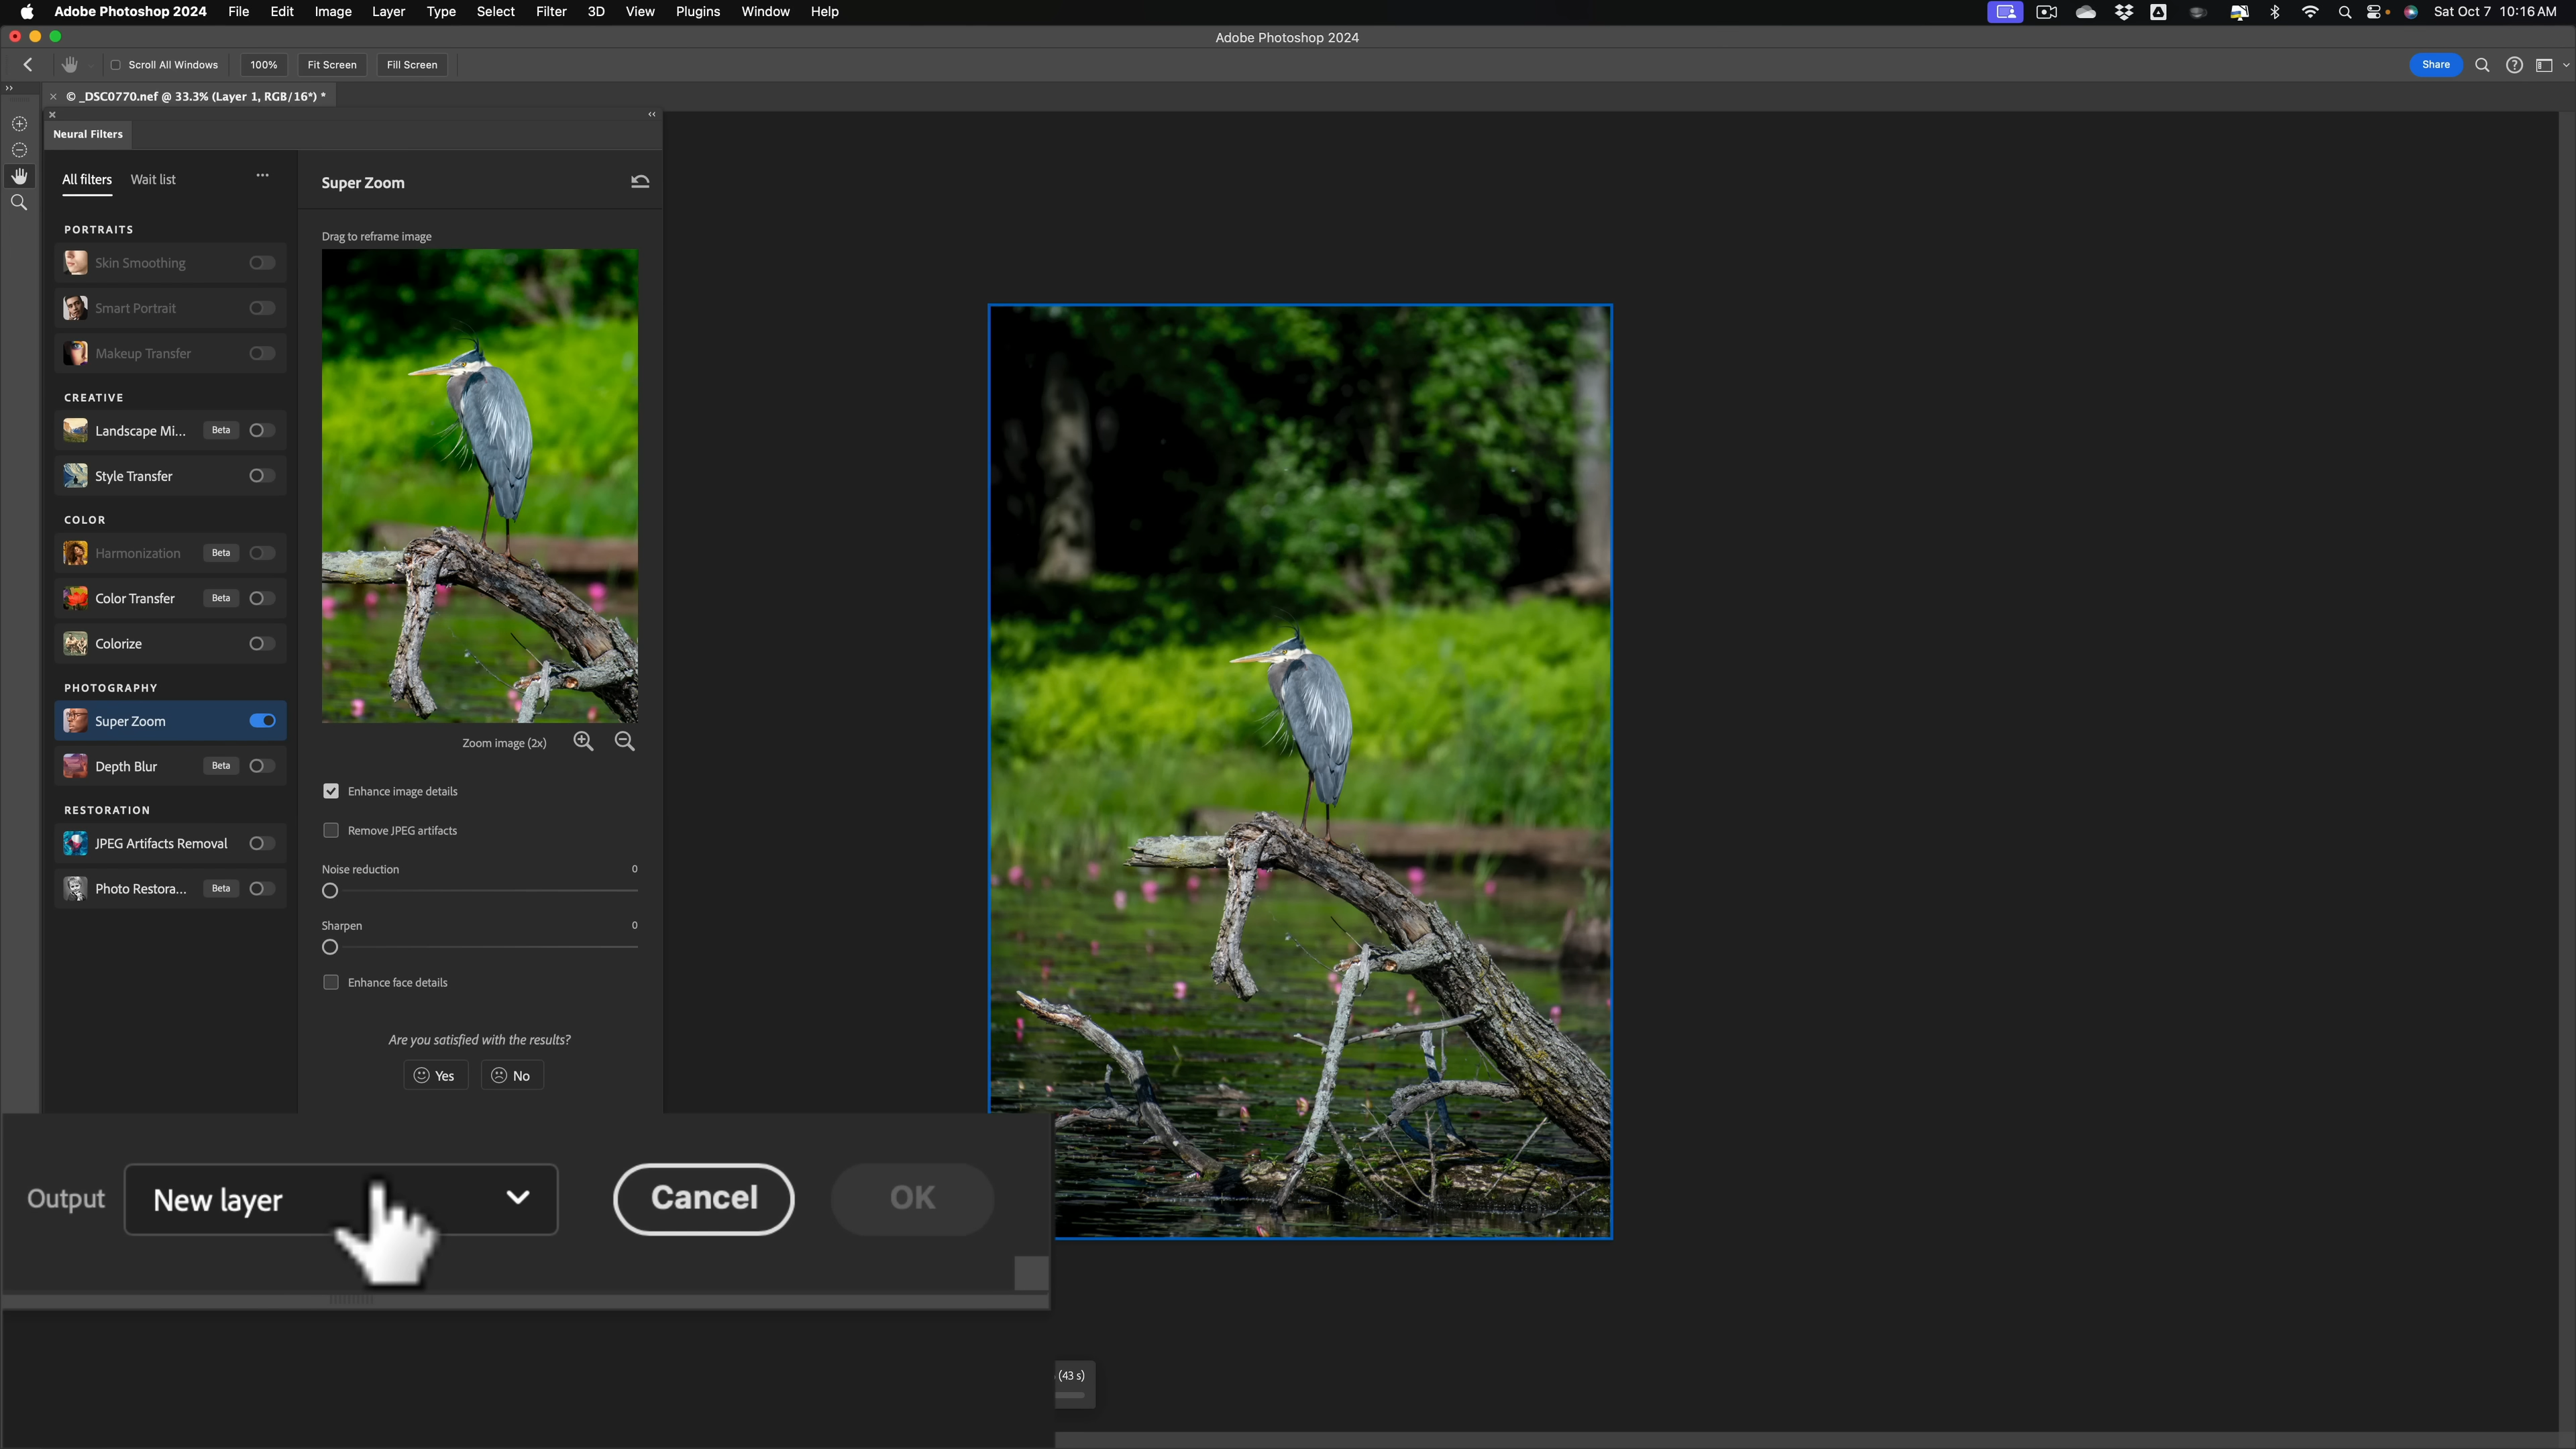 Adobe Photoshop 2024 File Edit Image Layer Type Select Filter 3D View Plugins Window Help Sat Oct 7 10:16 AM
Adobe Photoshop 2024
Scroll All Windows 100% Fit Screen Fill Screen Share
© _DSC0770.nef @ 33.3% (Layer 1, RGB/16*) *
Neural Filters
All filters Wait list
Super Zoom
Drag to reframe image
PORTRAITS
Skin Smoothing
Smart Portrait
Makeup Transfer
CREATIVE
Landscape Mi... Beta
Style Transfer
COLOR
Harmonization Beta
Color Transfer Beta
Colorize
PHOTOGRAPHY
Super Zoom
Depth Blur Beta
RESTORATION
JPEG Artifacts Removal
Photo Restora... Beta
Zoom image (2x)
Enhance image details
Remove JPEG artifacts
Noise reduction 0
Sharpen 0
Enhance face details
Are you satisfied with the results?
Yes No
Output New layer Cancel OK
(43 s)